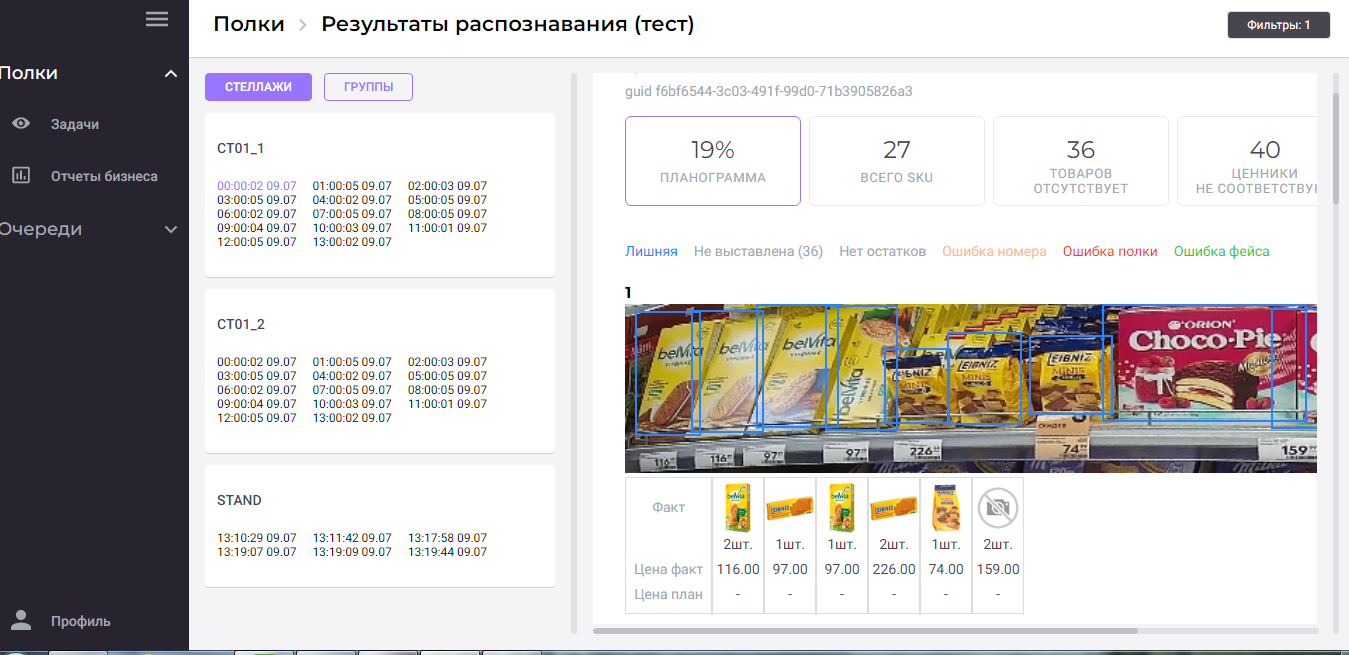 Полки > Результаты распознавания (тест)
Фильтры: 1
Полки
Задачи
Отчеты бизнеса
Очереди
Профиль
СТЕЛЛАЖИ ГРУППЫ
СТ01_1
00:00:02 09.07 01:00:05 09.07 02:00:03 09.07
03:00:05 09.07 04:00:02 09.07 05:00:05 09.07
06:00:02 09.07 07:00:05 09.07 08:00:05 09.07
09:00:04 09.07 10:00:03 09.07 11:00:01 09.07
12:00:05 09.07 13:00:02 09.07
СТ01_2
00:00:02 09.07 01:00:05 09.07 02:00:03 09.07
03:00:05 09.07 04:00:02 09.07 05:00:05 09.07
06:00:02 09.07 07:00:05 09.07 08:00:05 09.07
09:00:04 09.07 10:00:03 09.07 11:00:01 09.07
12:00:05 09.07 13:00:02 09.07
STAND
13:10:29 09.07 13:11:42 09.07 13:17:58 09.07
13:19:07 09.07 13:19:09 09.07 13:19:44 09.07
guid f6bf6544-3c03-491f-99d0-71b3905826a3
19%
ПЛАНОГРАММА
27
ВСЕГО SKU
36
ТОВАРОВ
ОТСУТСТВУЕТ
40
ЦЕННИКИ
НЕ СООТВЕТСТВУЮ
Лишняя Не выставлена (36) Нет остатков Ошибка номера Ошибка полки Ошибка фейса
1
belVita belVita belVita belVita
LEIBNIZ MINIS LEIBNIZ MINIS LEIBNIZ MINIS
ORION
Choco-Pie
116 116 97 97 226 74 159
Факт
2шт. 1шт. 1шт. 2шт. 1шт. 2шт.
Цена факт 116.00 97.00 97.00 226.00 74.00 159.00
Цена план - - - - - -